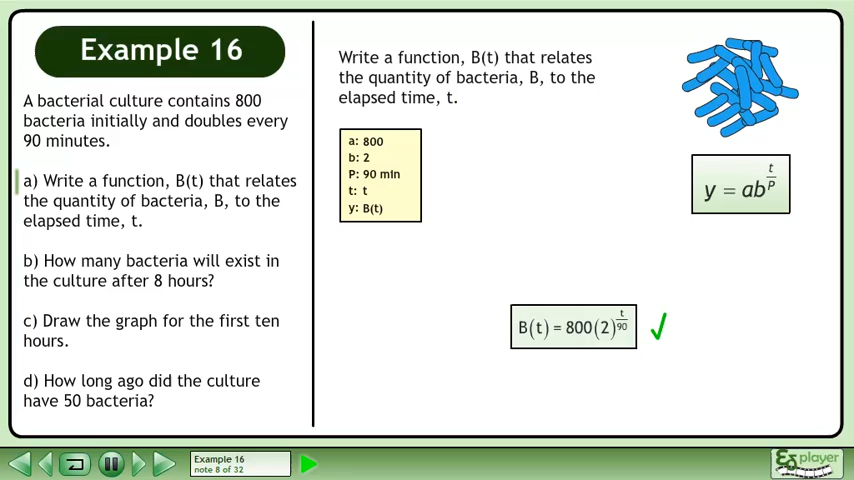 Example 16
A bacterial culture contains 800
bacteria initially and doubles every
90 minutes.
a) Write a function, B(t) that relates
the quantity of bacteria, B, to the
elapsed time, t.
b) How many bacteria will exist in
the culture after 8 hours?
c) Draw the graph for the first ten
hours.
d) How long ago did the culture
have 50 bacteria?
Write a function, B(t) that relates
the quantity of bacteria, B, to the
elapsed time, t.
a: 800
b: 2
P: 90 min
t: t
y: B(t)
y = ab^(t/P)
B(t) = 800(2)^(t/90)
Example 16
note 8 of 32
player